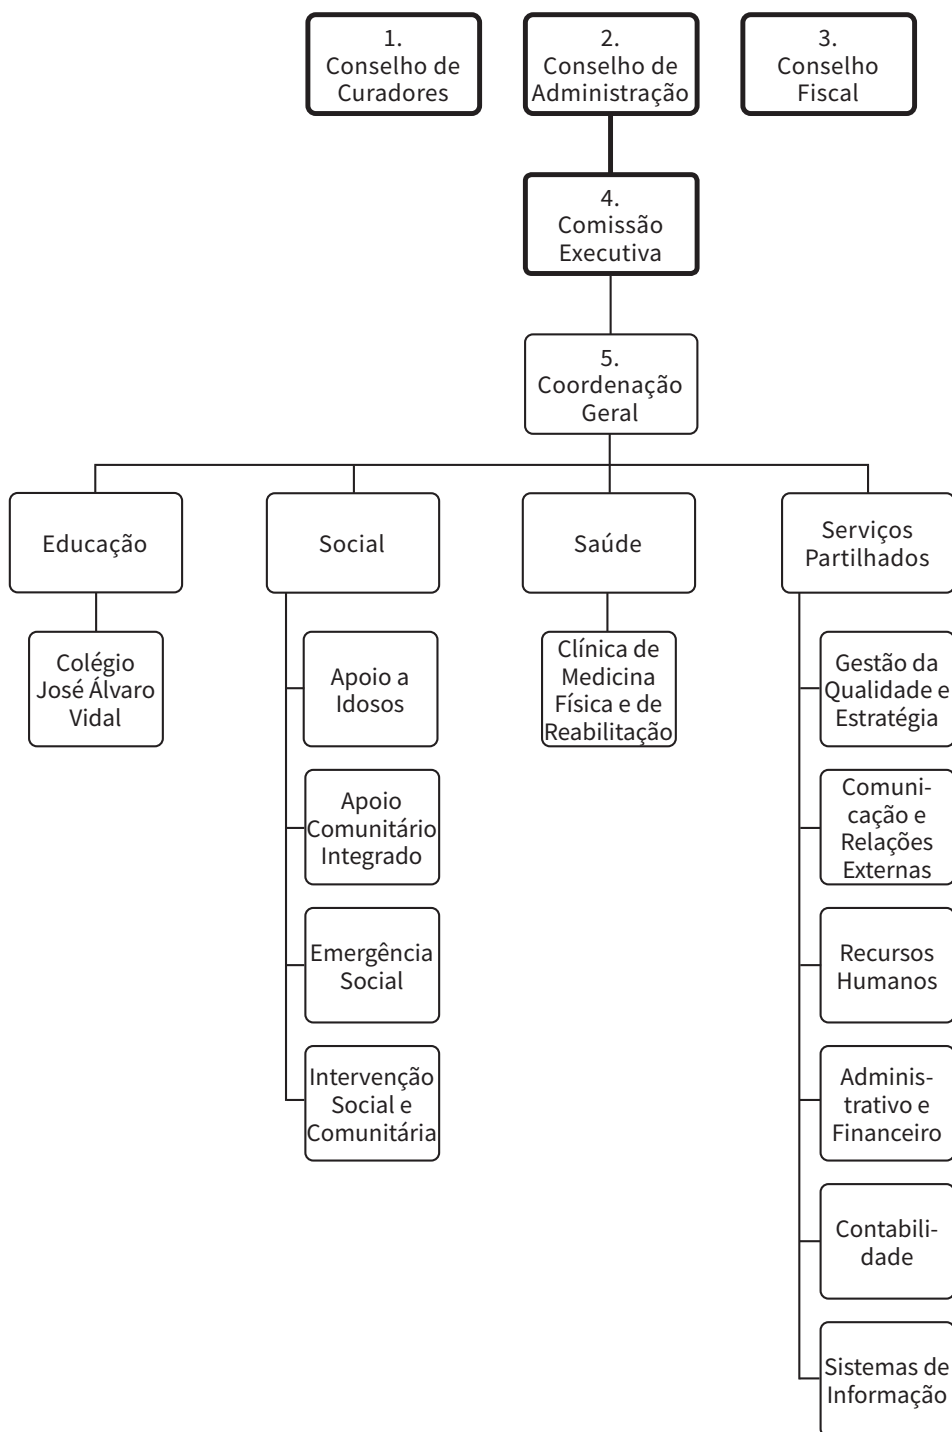 1.
Conselho de
Curadores
2.
Conselho de
Administração
3.
Conselho
Fiscal
4.
Comissão
Executiva
5.
Coordenação
Geral
Educação
Social
Saúde
Serviços
Partilhados
Colégio
José Álvaro
Vidal
Apoio a
Idosos
Apoio
Comunitário
Integrado
Emergência
Social
Intervenção
Social e
Comunitária
Clínica de
Medicina
Física e de
Reabilitação
Gestão da
Qualidade e
Estratégia
Comuni-
cação e
Relações
Externas
Recursos
Humanos
Adminis-
trativo e
Financeiro
Contabili-
dade
Sistemas de
Informação